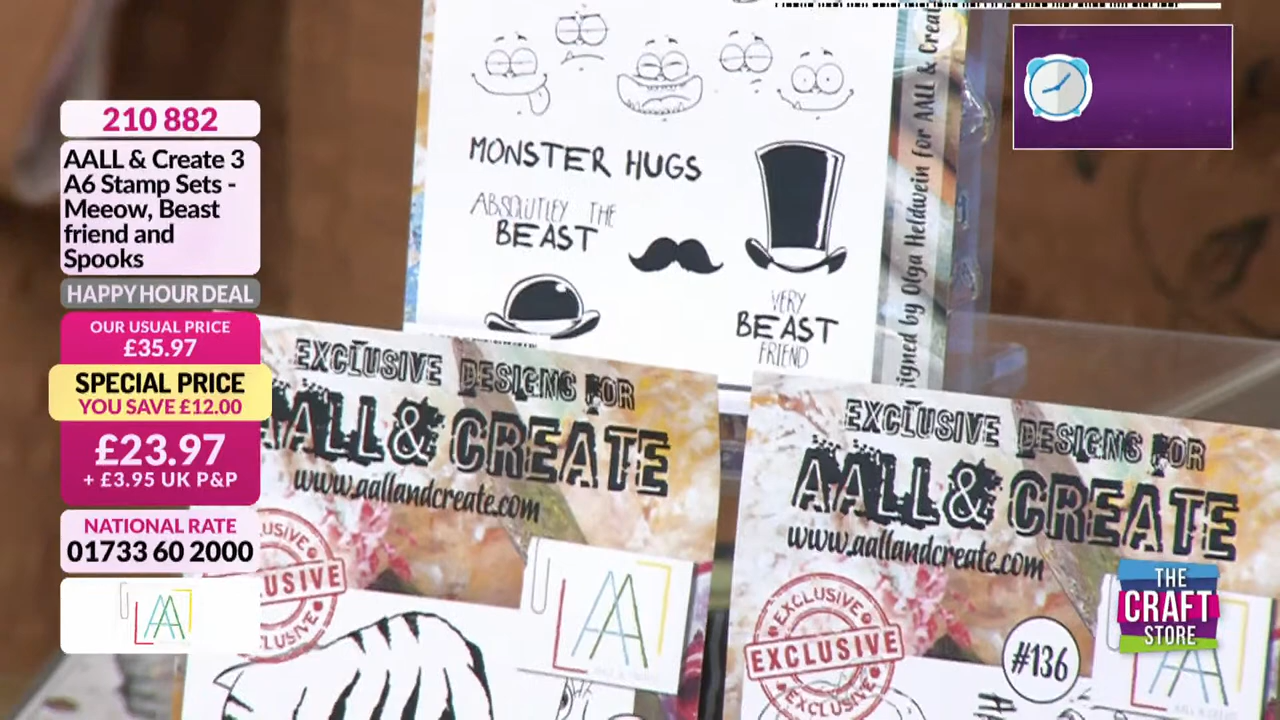 210 882
AALL & Create 3
A6 Stamp Sets -
Meeow, Beast
friend and
Spooks
HAPPY HOUR DEAL
OUR USUAL PRICE
£35.97
SPECIAL PRICE
YOU SAVE £12.00
£23.97
+ £3.95 UK P&P
NATIONAL RATE
01733 60 2000
MONSTER HUGS
ABSOLUTLEY THE
BEAST
VERY
BEAST
FRIEND
signed by Olga Heldwein for AALL & Creat
EXCLUSIVE DESIGNS FOR
AALL & CREATE
www.aallandcreate.com
EXCLUSIVE DESIGNS FOR
AALL & CREATE
www.aallandcreate.com
EXCLUSIVE
EXCLUSIVE
EXCLUSIVE
#136
THE
CRAFT
STORE